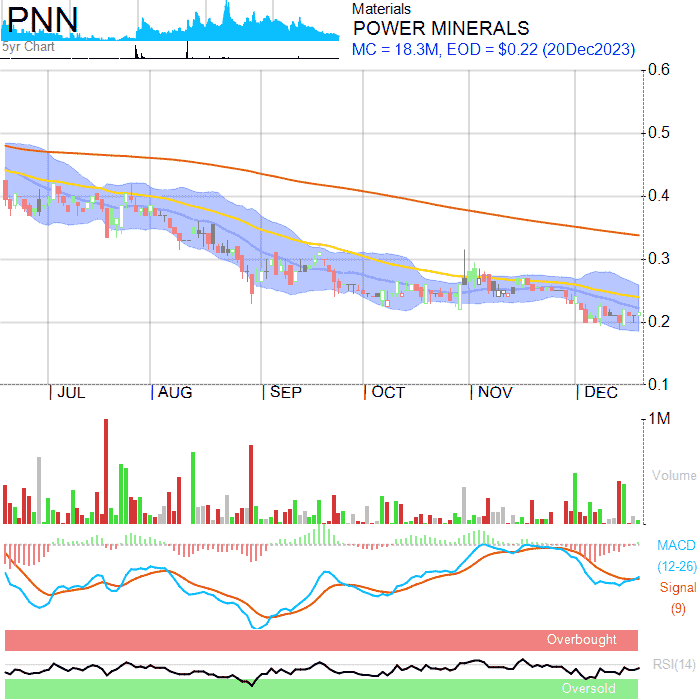 PNN
5yr Chart
Materials
POWER MINERALS
MC = 18.3M, EOD = $0.22 (20Dec2023)
0.6
0.5
0.4
0.3
0.2
0.1
JUL AUG SEP OCT NOV DEC
1M
Volume
MACD
(12-26)
Signal
(9)
Overbought
RSI(14)
Oversold